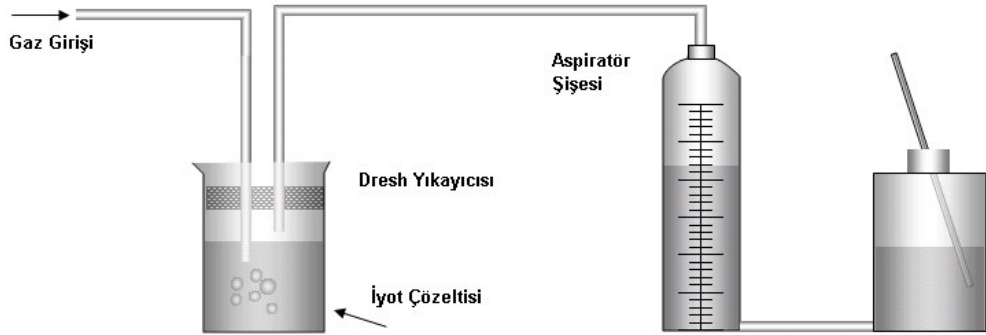 Gaz Girişi
Aspiratör
Şişesi
Dresh Yıkayıcısı
İyot Çözeltisi